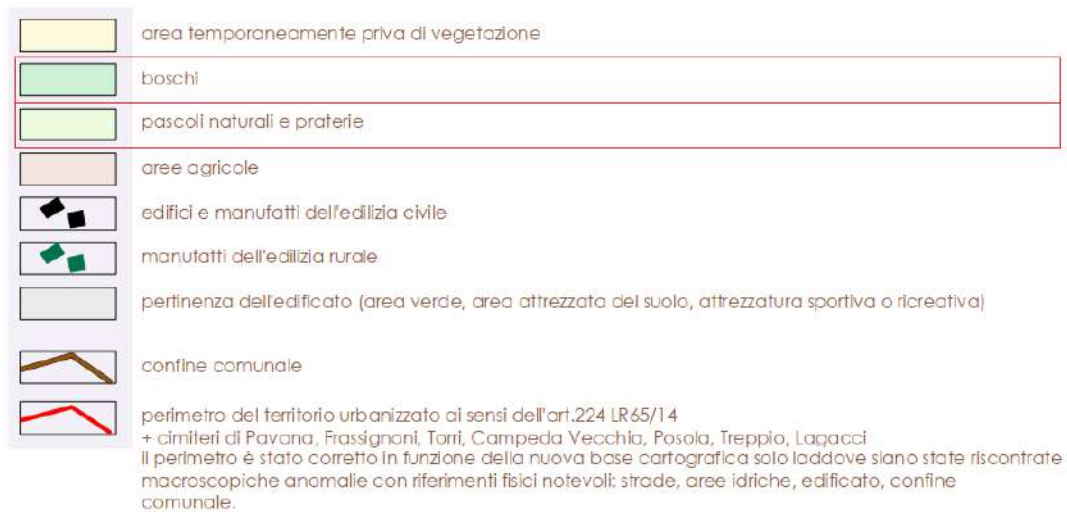 area temporaneamente priva di vegetazione
boschi
pascoli naturali e praterie
aree agricole
edifici e manufatti dell'edilizia civile
manufatti dell'edilizia rurale
pertinenza dell'edificato (area verde, area attrezzata del suolo, attrezzatura sportiva o ricreativa)
confine comunale
perimetro del territorio urbanizzato ai sensi dell'art.224 LR65/14
+ cimiteri di Pavana, Frassignoni, Torri, Campeda Vecchia, Posola, Treppio, Lagacci
il perimetro è stato corretto in funzione della nuova base cartografica solo laddove siano state riscontrate
macroscopiche anomalie con riferimenti fisici notevoli: strade, aree idriche, edificato, confine
comunale.